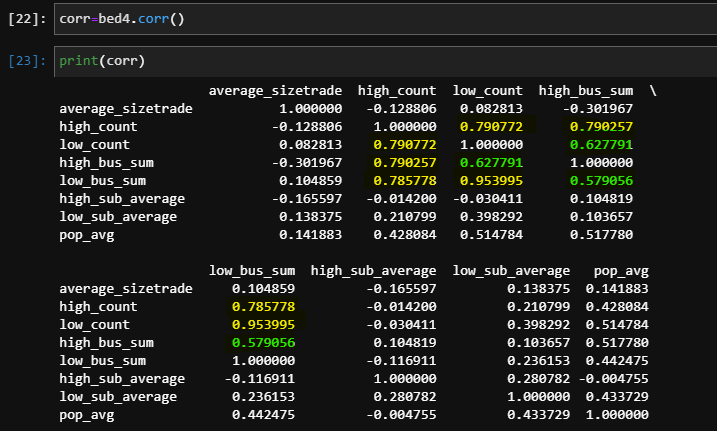 [22]: corr=bed4.corr()
[23]: print(corr)
average_sizetrade high_count low_count high_bus_sum \
average_sizetrade 1.000000 -0.128806 0.082813 -0.301967
high_count -0.128806 1.000000 0.790772 0.790257
low_count 0.082813 0.790772 1.000000 0.627791
high_bus_sum -0.301967 0.790257 0.627791 1.000000
low_bus_sum 0.104859 0.785778 0.953995 0.579056
high_sub_average -0.165597 -0.014200 -0.030411 0.104819
low_sub_average 0.138375 0.210799 0.398292 0.103657
pop_avg 0.141883 0.428084 0.514784 0.517780
low_bus_sum high_sub_average low_sub_average pop_avg
average_sizetrade 0.104859 -0.165597 0.138375 0.141883
high_count 0.785778 -0.014200 0.210799 0.428084
low_count 0.953995 -0.030411 0.398292 0.514784
high_bus_sum 0.579056 0.104819 0.103657 0.517780
low_bus_sum 1.000000 -0.116911 0.236153 0.442475
high_sub_average -0.116911 1.000000 0.280782 -0.004755
low_sub_average 0.236153 0.280782 1.000000 0.433729
pop_avg 0.442475 -0.004755 0.433729 1.000000